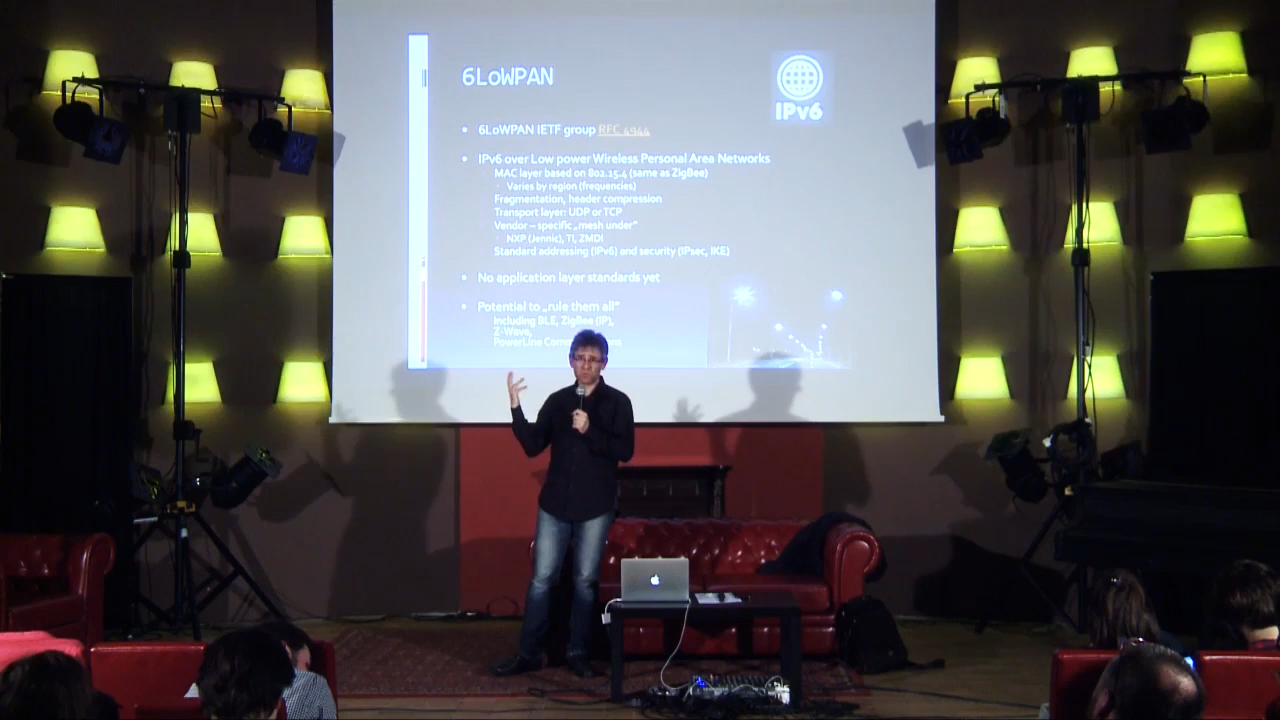 6LoWPAN
IPv6
6LoWPAN IETF group RFC 4944
IPv6 over Low power Wireless Personal Area Networks
MAC layer based on 802.15.4 (same as ZigBee)
Varies by region (frequencies)
Fragmentation, header compression
Transport layer: UDP or TCP
Vendor – specific „mesh under”
NXP (Jennic), TI, ZMDI
Standard addressing (IPv6) and security (IPsec, IKE)
No application layer standards yet
Potential to „rule them all”
Including BLE, ZigBee (IP),
Z-Wave,
PowerLine